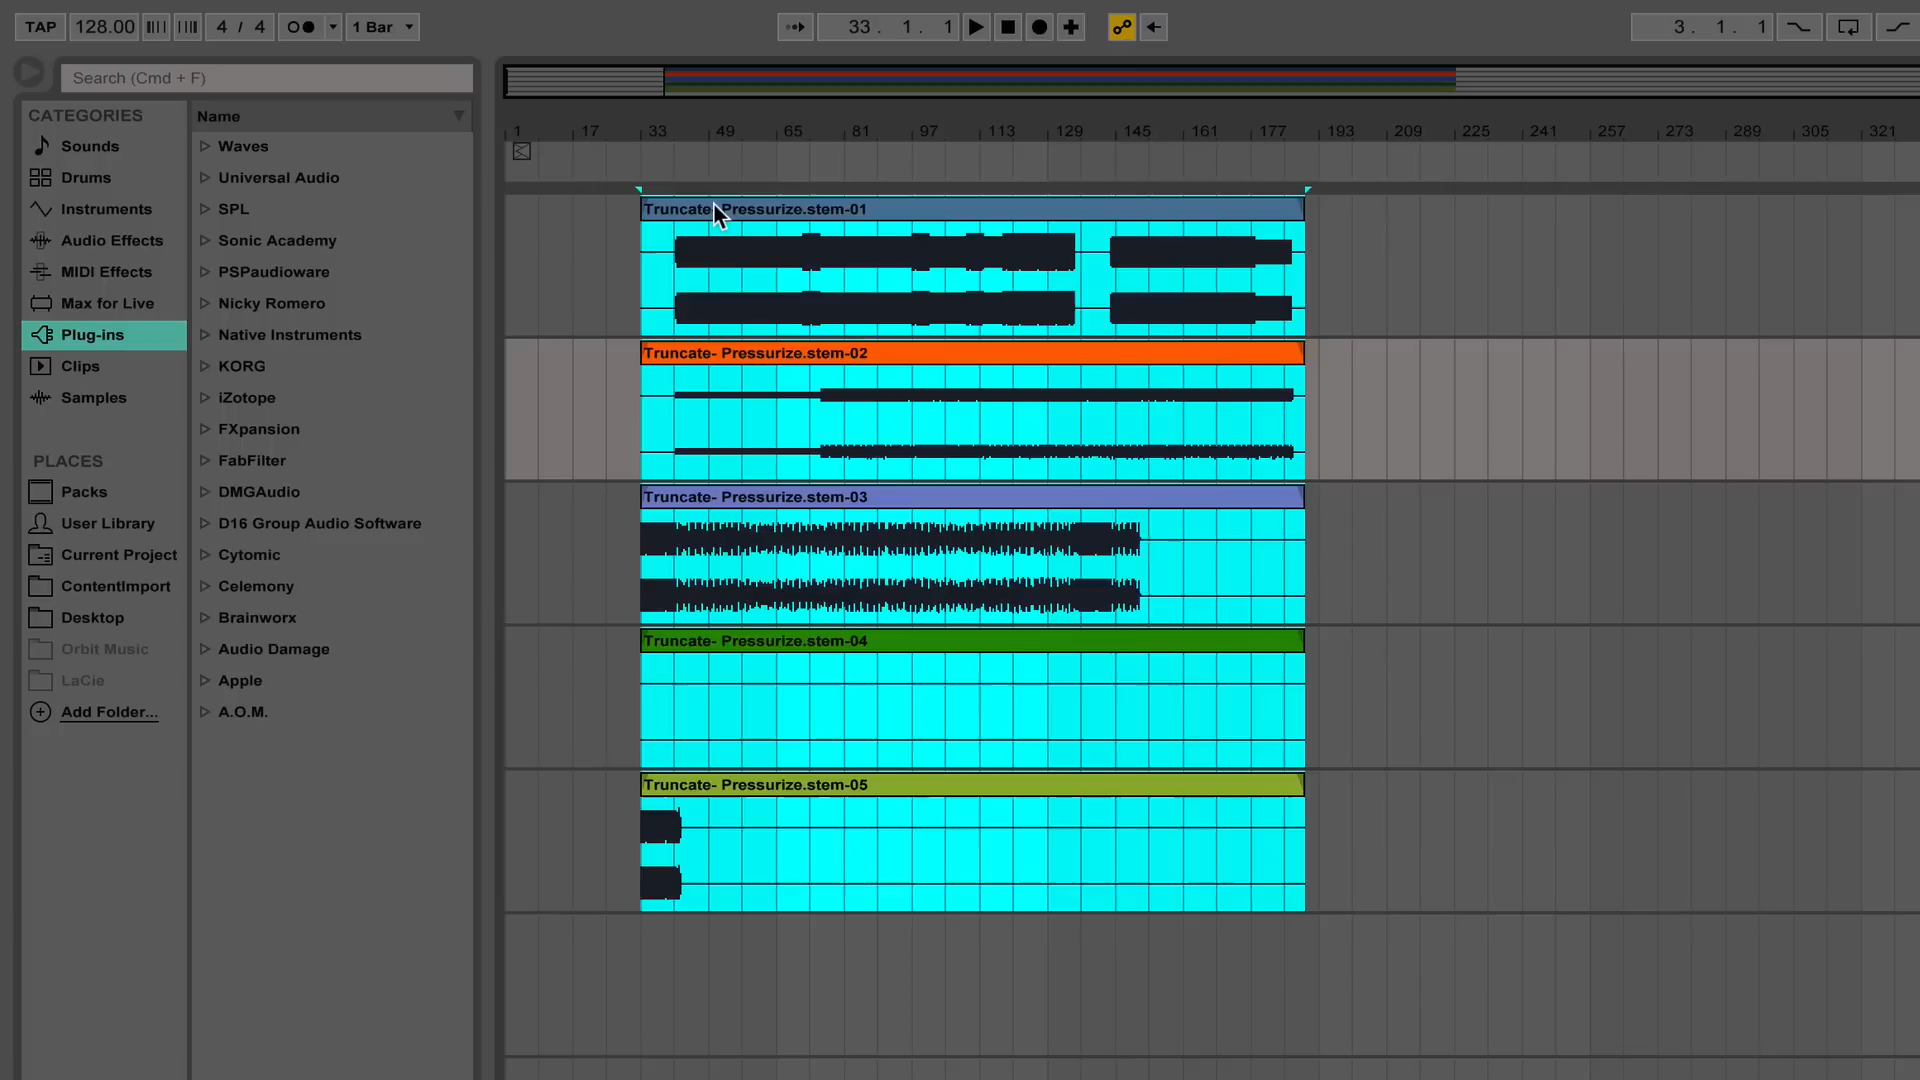 TAP 128.00 4 / 4 1 Bar 33. 1. 1 3. 1. 1
Search (Cmd + F)
CATEGORIES
Sounds
Drums
Instruments
Audio Effects
MIDI Effects
Max for Live
Plug-ins
Clips
Samples
PLACES
Packs
User Library
Current Project
ContentImport
Desktop
Orbit Music
LaCie
Add Folder...
Name
Waves
Universal Audio
SPL
Sonic Academy
PSPaudioware
Nicky Romero
Native Instruments
KORG
iZotope
FXpansion
FabFilter
DMGAudio
D16 Group Audio Software
Cytomic
Celemony
Brainworx
Audio Damage
Apple
A.O.M.
1 17 33 49 65 81 97 113 129 145 161 177 193 209 225 241 257 273 289 305 321
Truncate- Pressurize.stem-01
Truncate- Pressurize.stem-02
Truncate- Pressurize.stem-03
Truncate- Pressurize.stem-04
Truncate- Pressurize.stem-05